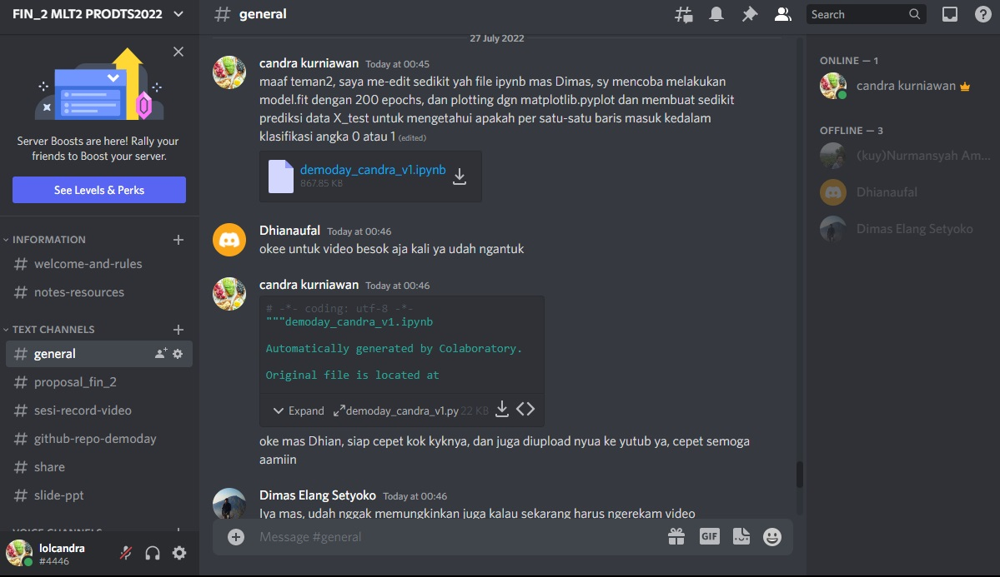 FIN_2 MLT2 PRODTS2022
general
Search
Server Boosts are here! Rally your
friends to Boost your server.
See Levels & Perks
INFORMATION
welcome-and-rules
notes-resources
TEXT CHANNELS
general
proposal_fin_2
sesi-record-video
github-repo-demoday
share
slide-ppt
VOICE CHANNELS
lolcandra
#4446
27 July 2022
candra kurniawan Today at 00:45
maaf teman2, saya me-edit sedikit yah file ipynb mas Dimas, sy mencoba melakukan
model.fit dengan 200 epochs, dan plotting dgn matplotlib.pyplot dan membuat sedikit
prediksi data X_test untuk mengetahui apakah per satu-satu baris masuk kedalam
klasifikasi angka 0 atau 1 (edited)
demoday_candra_v1.ipynb
867.85 KB
Dhianaufal Today at 00:46
okee untuk video besok aja kali ya udah ngantuk
candra kurniawan Today at 00:46
# -*- coding: utf-8 -*-
"""demoday_candra_v1.ipynb
Automatically generated by Colaboratory.
Original file is located at
Expand demoday_candra_v1.py 22 KB
oke mas Dhian, siap cepet kok kyknya, dan juga diupload nyua ke yutub ya, cepet semoga
aamiin
Dimas Elang Setyoko Today at 00:46
Iya mas, udah nggak memungkinkan juga kalau sekarang harus ngerekam video
Message #general
GIF
ONLINE — 1
candra kurniawan
OFFLINE — 3
(kuy)Nurmansyah Am...
Dhianaufal
Dimas Elang Setyoko